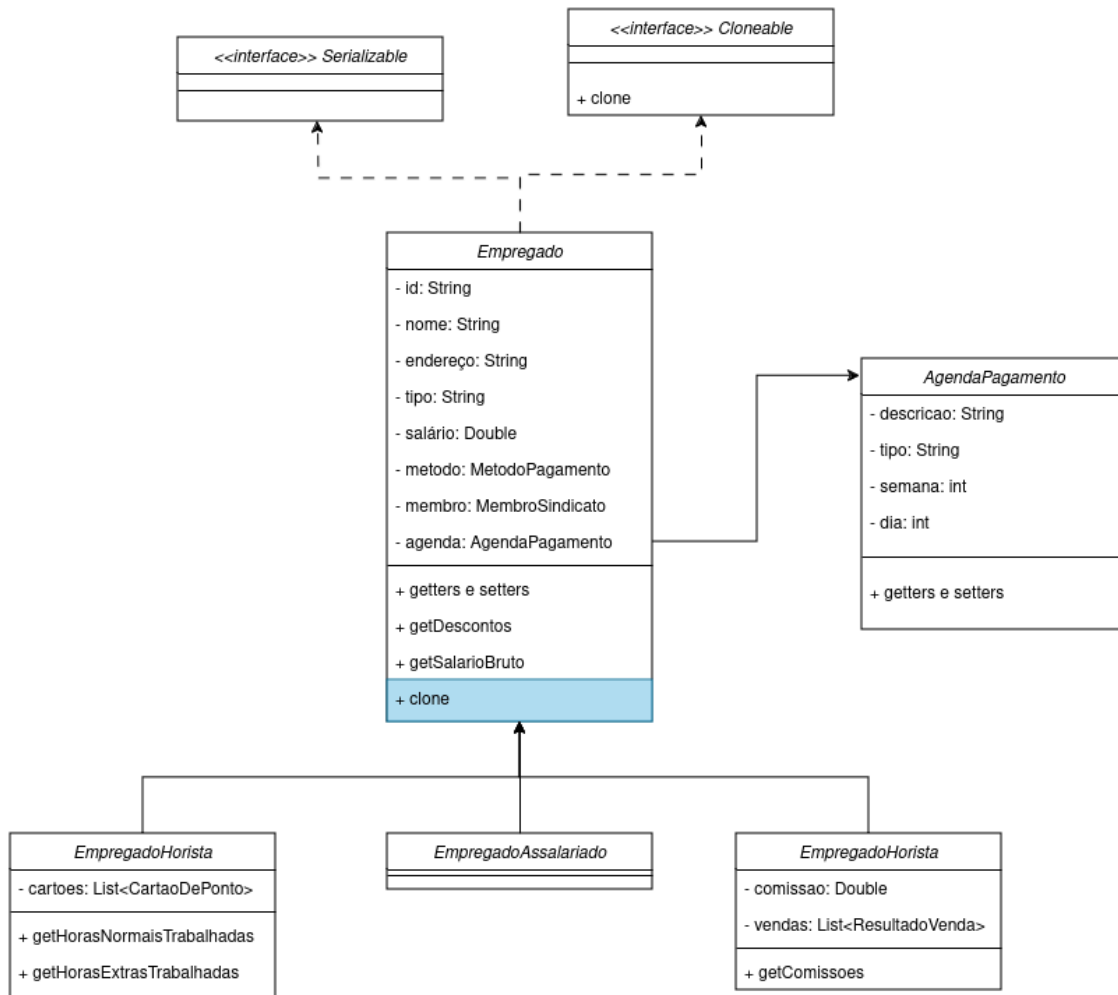 <<interface>> Serializable
<<interface>> Cloneable
+ clone
Empregado
- id: String
- nome: String
- endereço: String
- tipo: String
- salário: Double
- metodo: MetodoPagamento
- membro: MembroSindicato
- agenda: AgendaPagamento
+ getters e setters
+ getDescontos
+ getSalarioBruto
+ clone
AgendaPagamento
- descricao: String
- tipo: String
- semana: int
- dia: int
+ getters e setters
EmpregadoHorista
- cartoes: List<CartaoDePonto>
+ getHorasNormaisTrabalhadas
+ getHorasExtrasTrabalhadas
EmpregadoAssalariado
EmpregadoHorista
- comissao: Double
- vendas: List<ResultadoVenda>
+ getComissoes